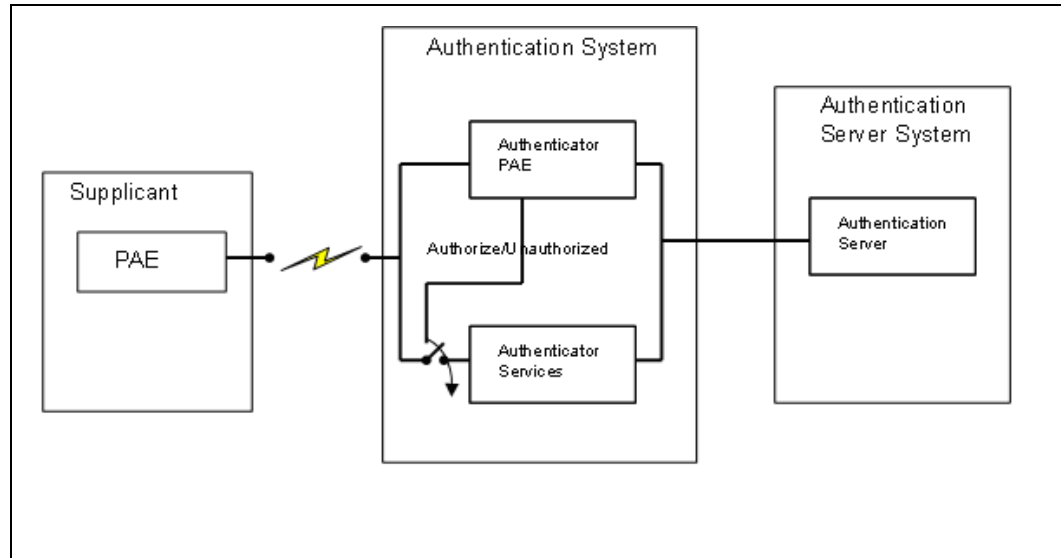 Authentication System
Authentication
Server System
Supplicant
PAE
Authenticator
PAE
Authorize/Unauthorized
Authenticator
Services
Authentication
Server